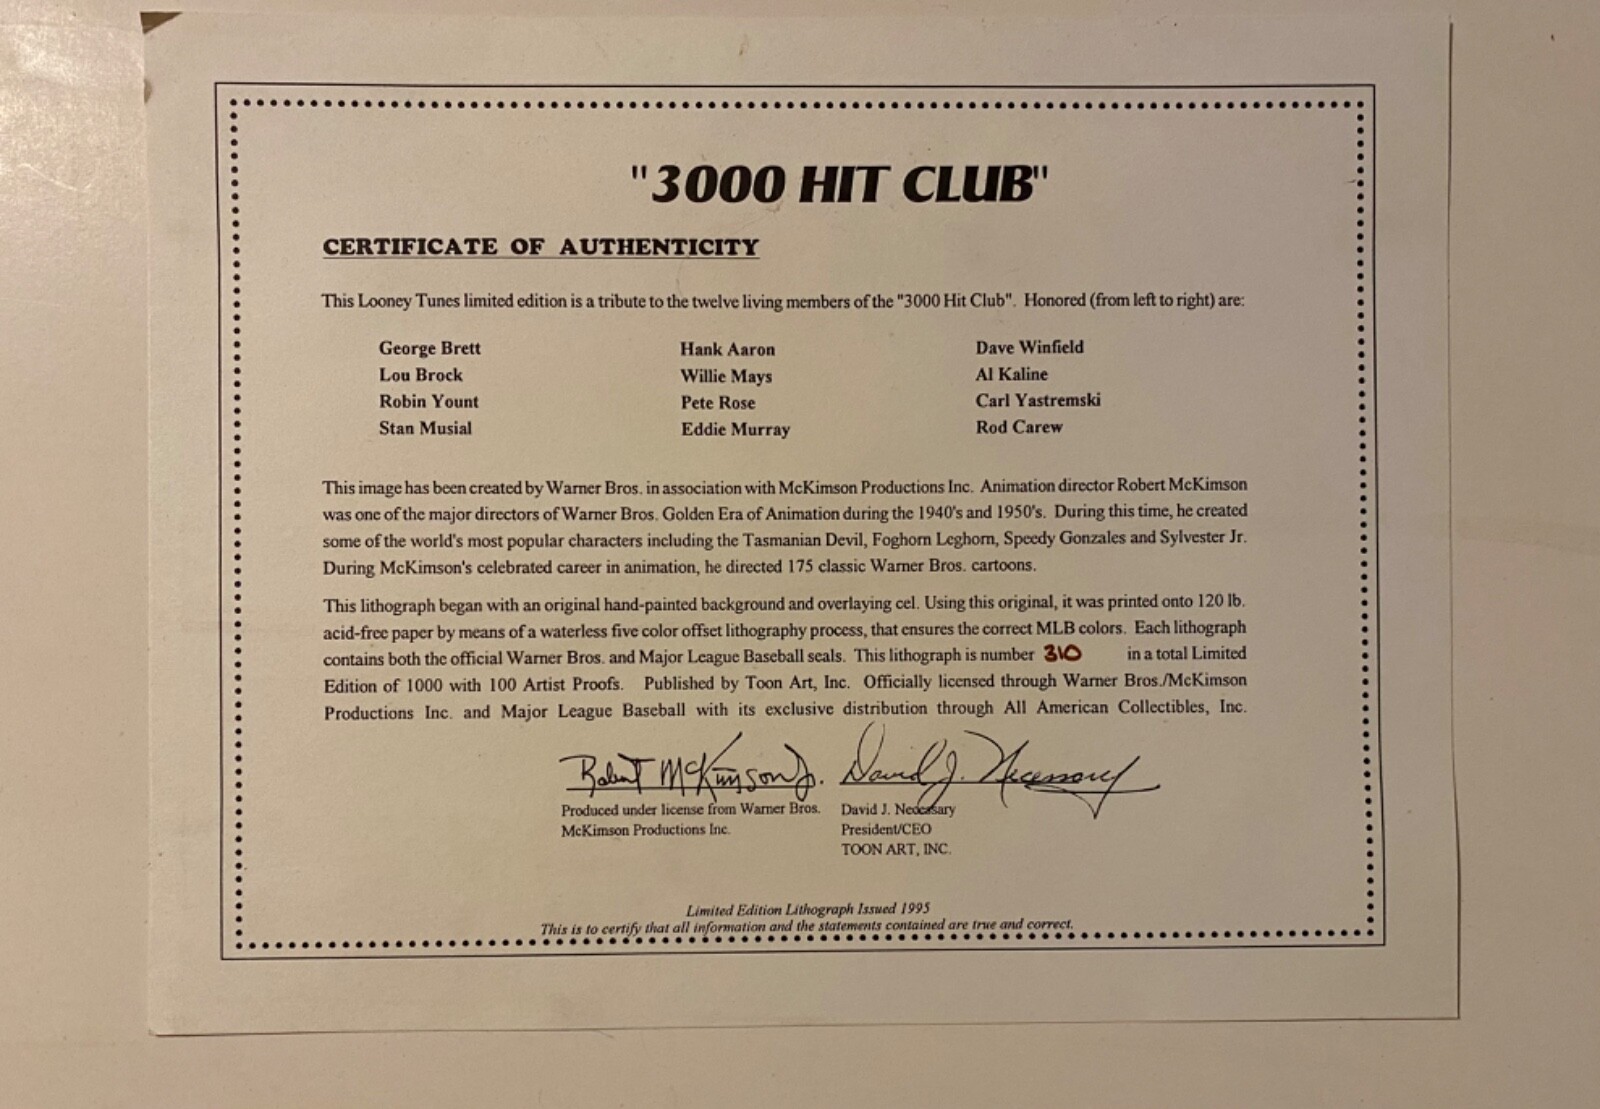 "3000 HIT CLUB"
CERTIFICATE OF AUTHENTICITY
This Looney Tunes limited edition is a tribute to the twelve living members of the "3000 Hit Club". Honored (from left to right) are:
George Brett Hank Aaron Dave Winfield
Lou Brock Willie Mays Al Kaline
Robin Yount Pete Rose Carl Yastremski
Stan Musial Eddie Murray Rod Carew
This image has been created by Warner Bros. in association with McKimson Productions Inc. Animation director Robert McKimson
was one of the major directors of Warner Bros. Golden Era of Animation during the 1940's and 1950's. During this time, he created
some of the world's most popular characters including the Tasmanian Devil, Foghorn Leghorn, Speedy Gonzales and Sylvester Jr.
During McKimson's celebrated career in animation, he directed 175 classic Warner Bros. cartoons.
This lithograph began with an original hand-painted background and overlaying cel. Using this original, it was printed onto 120 lb.
acid-free paper by means of a waterless five color offset lithography process, that ensures the correct MLB colors. Each lithograph
contains both the official Warner Bros. and Major League Baseball seals. This lithograph is number 310 in a total Limited
Edition of 1000 with 100 Artist Proofs. Published by Toon Art, Inc. Officially licensed through Warner Bros./McKimson
Productions Inc. and Major League Baseball with its exclusive distribution through All American Collectibles, Inc.
Robert McKimson Jr. David J. Necessary
Produced under license from Warner Bros. David J. Necessary
McKimson Productions Inc. President/CEO
TOON ART, INC.
Limited Edition Lithograph Issued 1995
This is to certify that all information and the statements contained are true and correct.